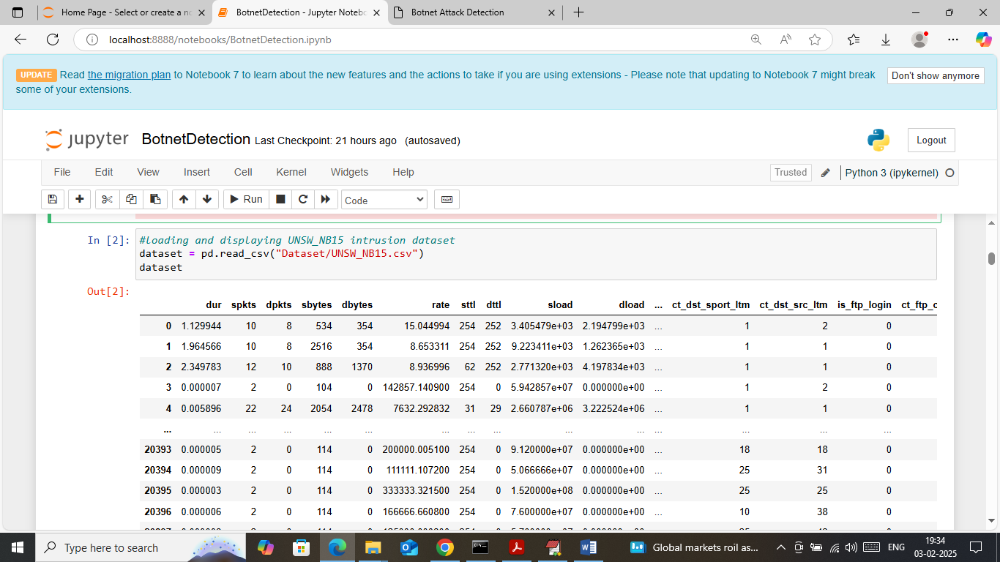 Home Page - Select or create a no
BotnetDetection - Jupyter Notebo
Botnet Attack Detection
localhost:8888/notebooks/BotnetDetection.ipynb
UPDATE Read the migration plan to Notebook 7 to learn about the new features and the actions to take if you are using extensions - Please note that updating to Notebook 7 might break
some of your extensions.
Don't show anymore
jupyter BotnetDetection Last Checkpoint: 21 hours ago (autosaved)
Logout
File Edit View Insert Cell Kernel Widgets Help
Trusted Python 3 (ipykernel)
Run Code
In [2]: #loading and displaying UNSW_NB15 intrusion dataset
dataset = pd.read_csv("Dataset/UNSW_NB15.csv")
dataset
Out[2]:
dur spkts dpkts sbytes dbytes rate sttl dttl sload dload ... ct_dst_sport_ltm ct_dst_src_ltm is_ftp_login ct_ftp_c
0 1.129944 10 8 534 354 15.044994 254 252 3.405479e+03 2.194799e+03 ... 1 2 0
1 1.964566 10 8 2516 354 8.653311 254 252 9.223411e+03 1.262365e+03 ... 1 1 0
2 2.349783 12 10 888 1370 8.936996 62 252 2.771320e+03 4.197834e+03 ... 1 1 0
3 0.000007 2 0 104 0 142857.140900 254 0 5.942857e+07 0.000000e+00 ... 1 2 0
4 0.005896 22 24 2054 2478 7632.292832 31 29 2.660787e+06 3.222524e+06 ... 1 1 0
... ... ... ... ... ... ... ... ... ... ... ... ... ... ...
20393 0.000005 2 0 114 0 200000.005100 254 0 9.120000e+07 0.000000e+00 ... 18 18 0
20394 0.000009 2 0 114 0 111111.107200 254 0 5.066666e+07 0.000000e+00 ... 25 31 0
20395 0.000003 2 0 114 0 333333.321500 254 0 1.520000e+08 0.000000e+00 ... 25 25 0
20396 0.000006 2 0 114 0 166666.660800 254 0 7.600000e+07 0.000000e+00 ... 10 38 0
Type here to search
Global markets roil as...
ENG
19:34
03-02-2025